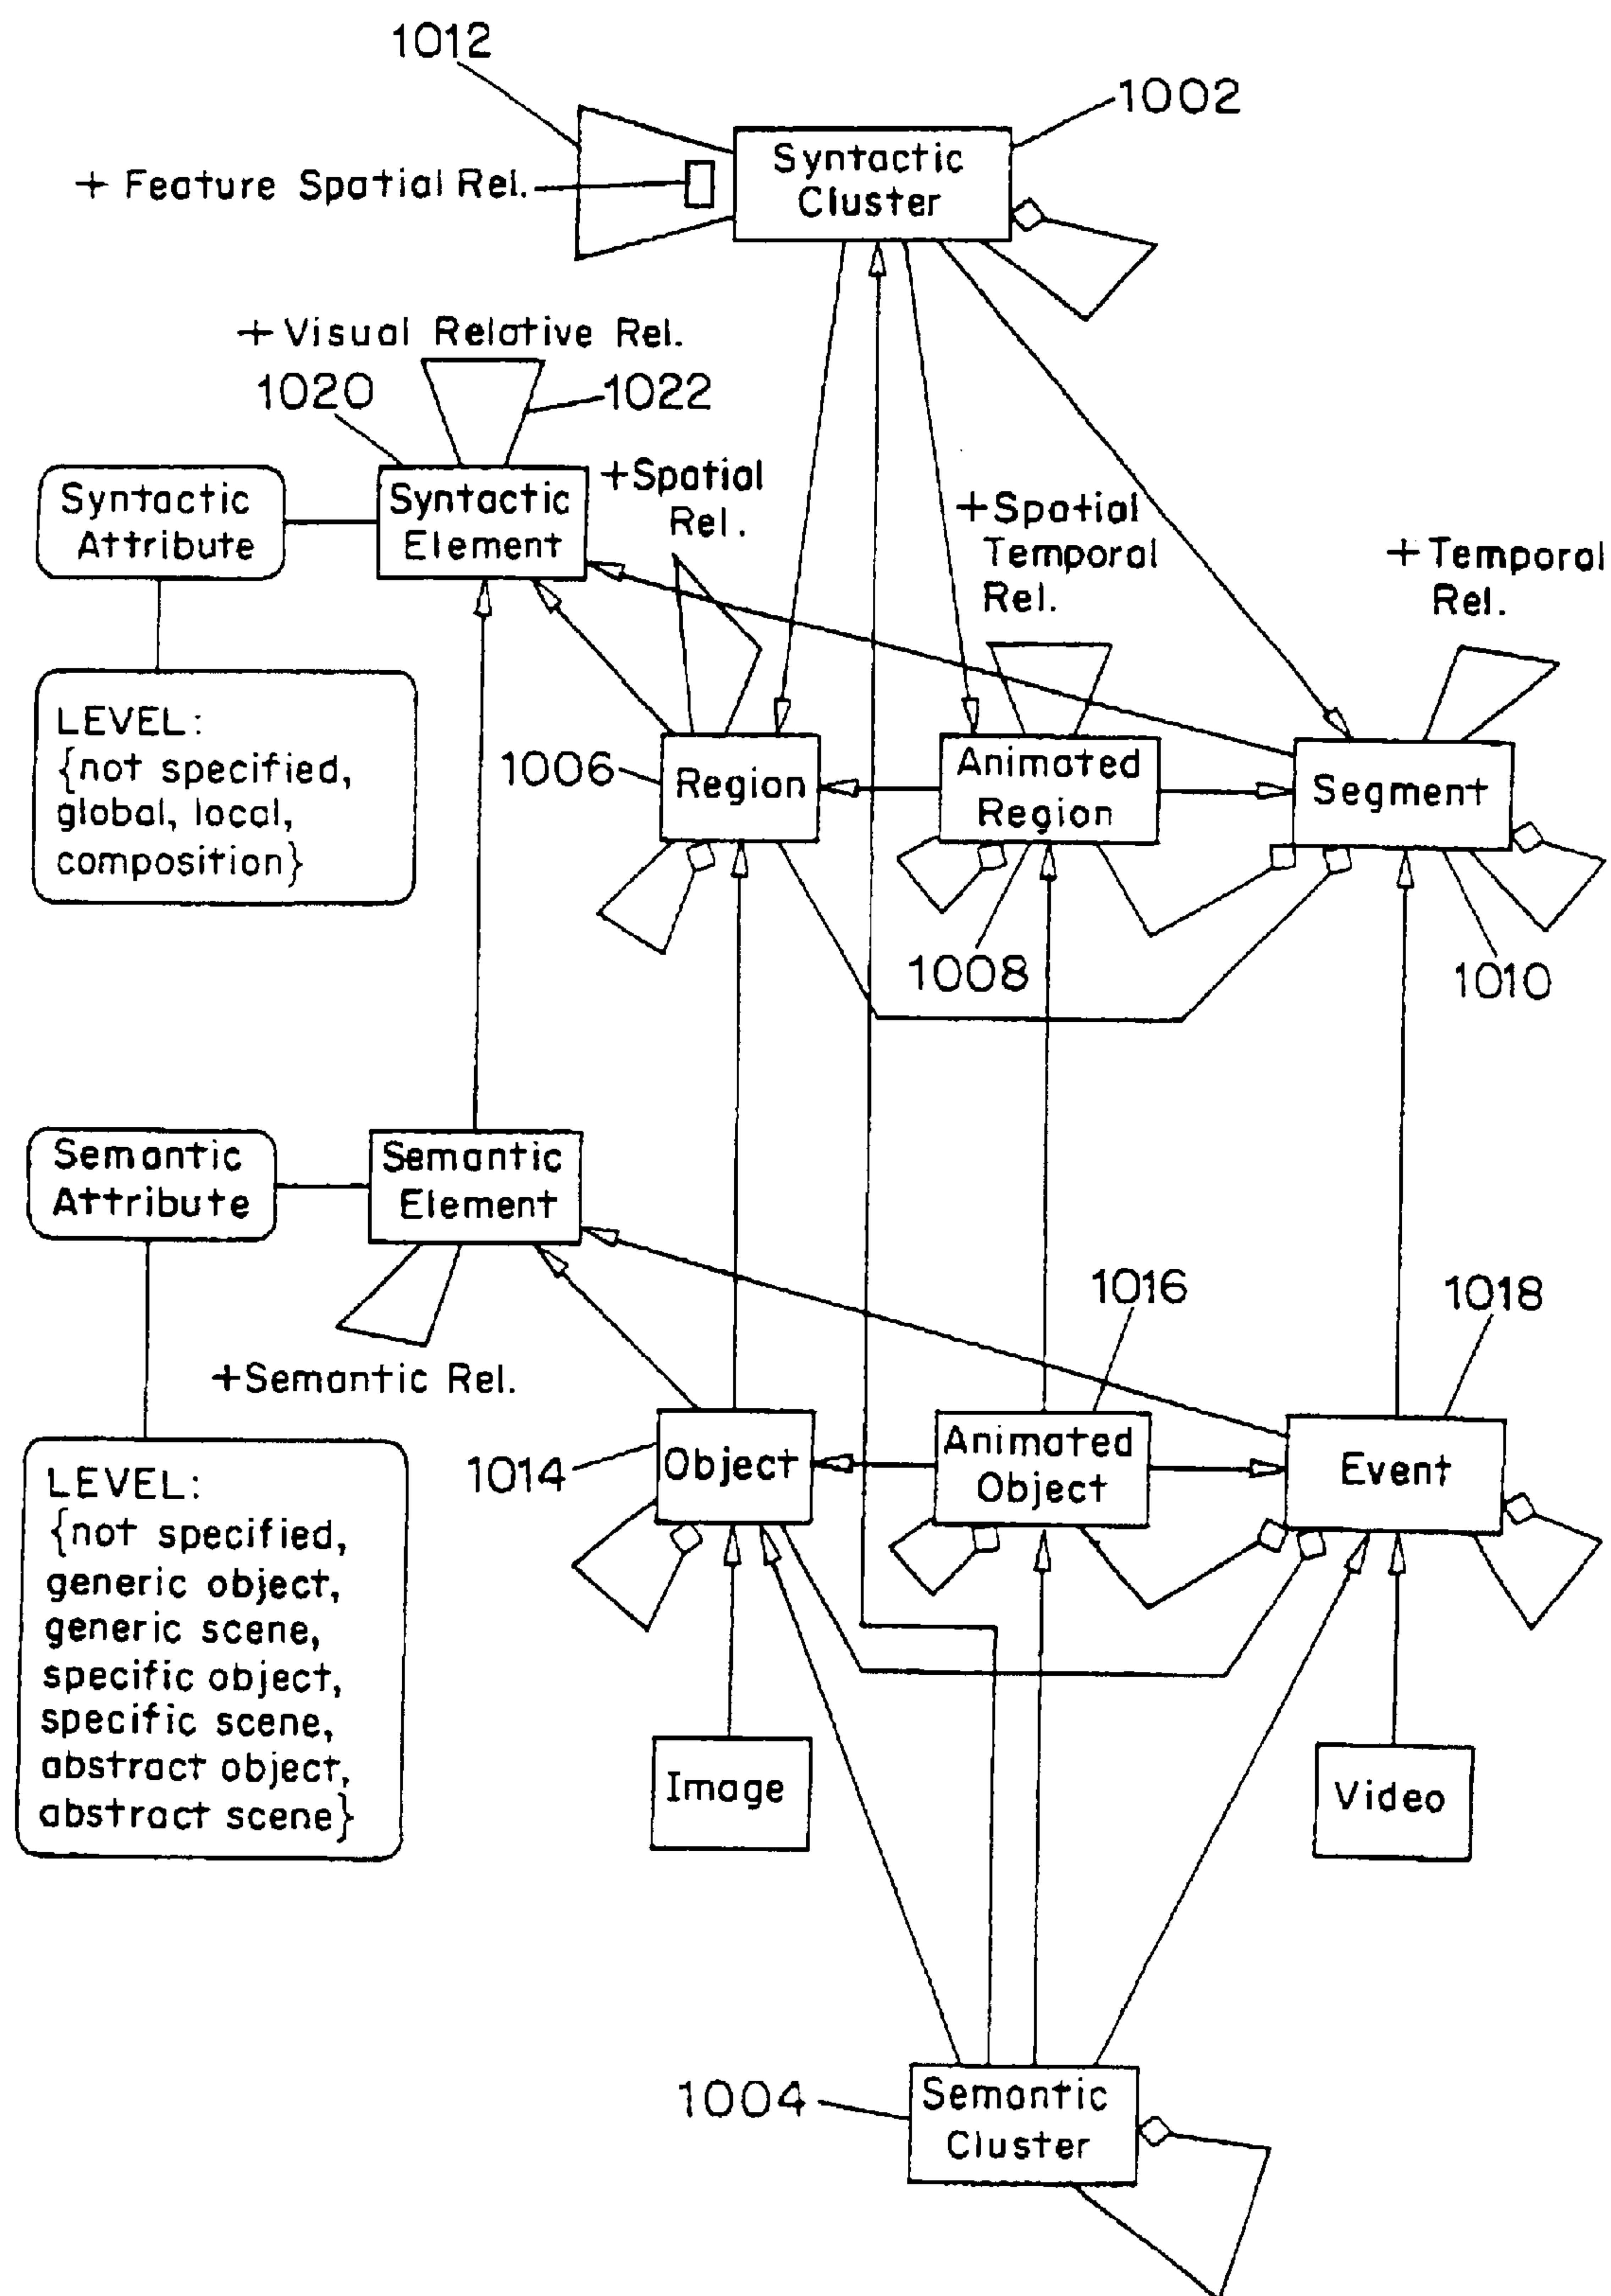 1012
1002
Syntactic
Cluster
+ Feature Spatial Rel.
+ Visual Relative Rel.
1020
1022
Syntactic
Attribute
Syntactic
Element
+Spatial
Rel.
+Spatial
Temporal
Rel.
+ Temporal
Rel.
LEVEL:
{not specified,
global, local,
composition}
1006
Region
Animated
Region
Segment
1008
1010
Semantic
Attribute
Semantic
Element
+Semantic Rel.
1016
1018
LEVEL:
{not specified,
generic object,
generic scene,
specific object,
specific scene,
abstract object,
abstract scene}
1014
Object
Animated
Object
Event
Image
Video
1004
Semantic
Cluster